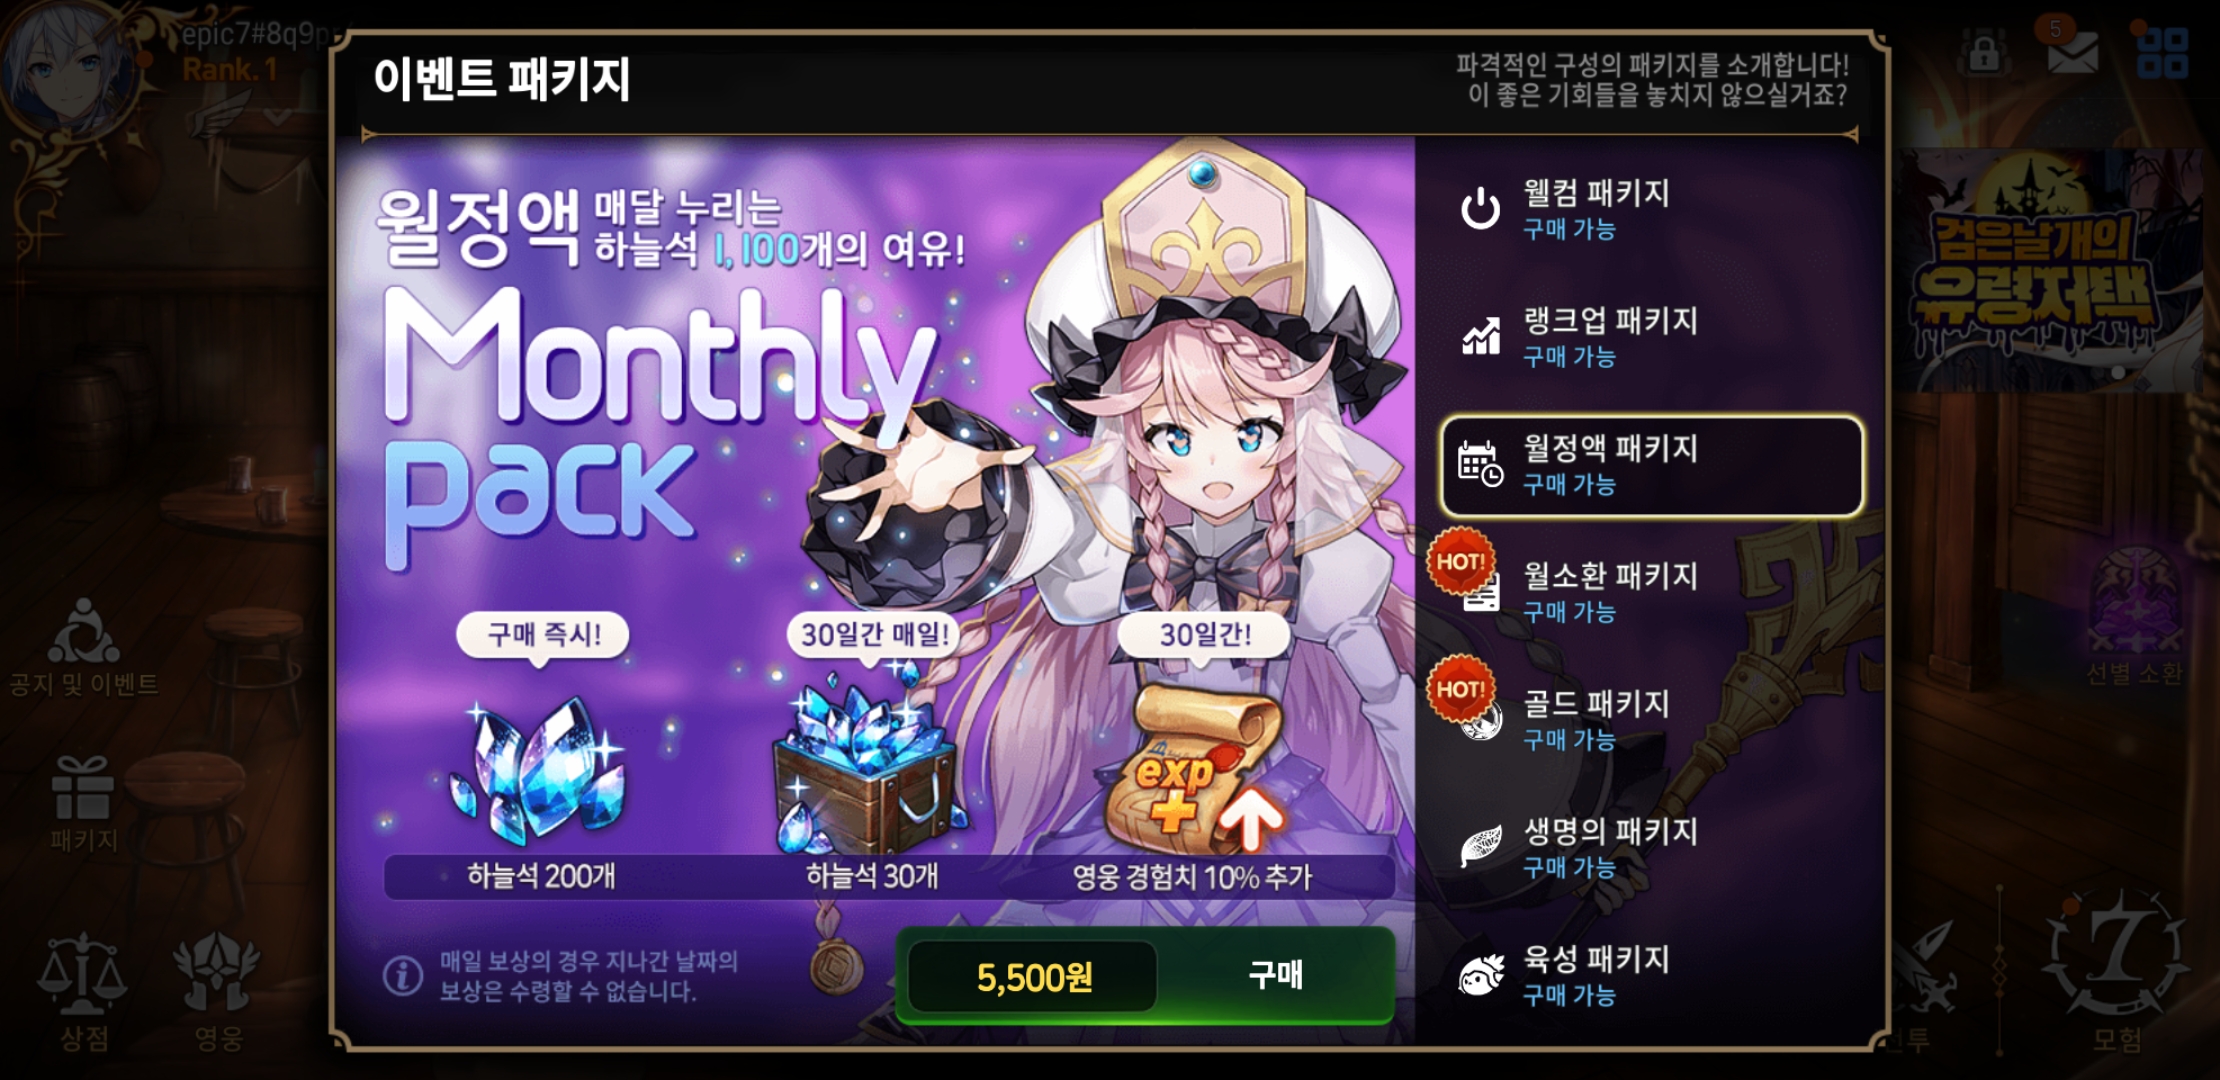 epic7#8q9p
Rank.1
5
이벤트 패키지
파격적인 구성의 패키지를 소개합니다!
이 좋은 기회들을 놓치지 않으실거죠?
월정액 매달 누리는
하늘석 1,100개의 여유!
Monthly
pack
구매 즉시!
30일간 매일!
30일간!
exp
하늘석 200개
하늘석 30개
영웅 경험치 10% 추가
매일 보상의 경우 지나간 날짜의
보상은 수령할 수 없습니다.
5,500원
구매
웰컴 패키지
구매 가능
랭크업 패키지
구매 가능
월정액 패키지
구매 가능
HOT!
월소환 패키지
구매 가능
HOT!
골드 패키지
구매 가능
생명의 패키지
구매 가능
육성 패키지
구매 가능
검은날개의
유령저택
공지 및 이벤트
패키지
상점
영웅
선별 소환
7
모험